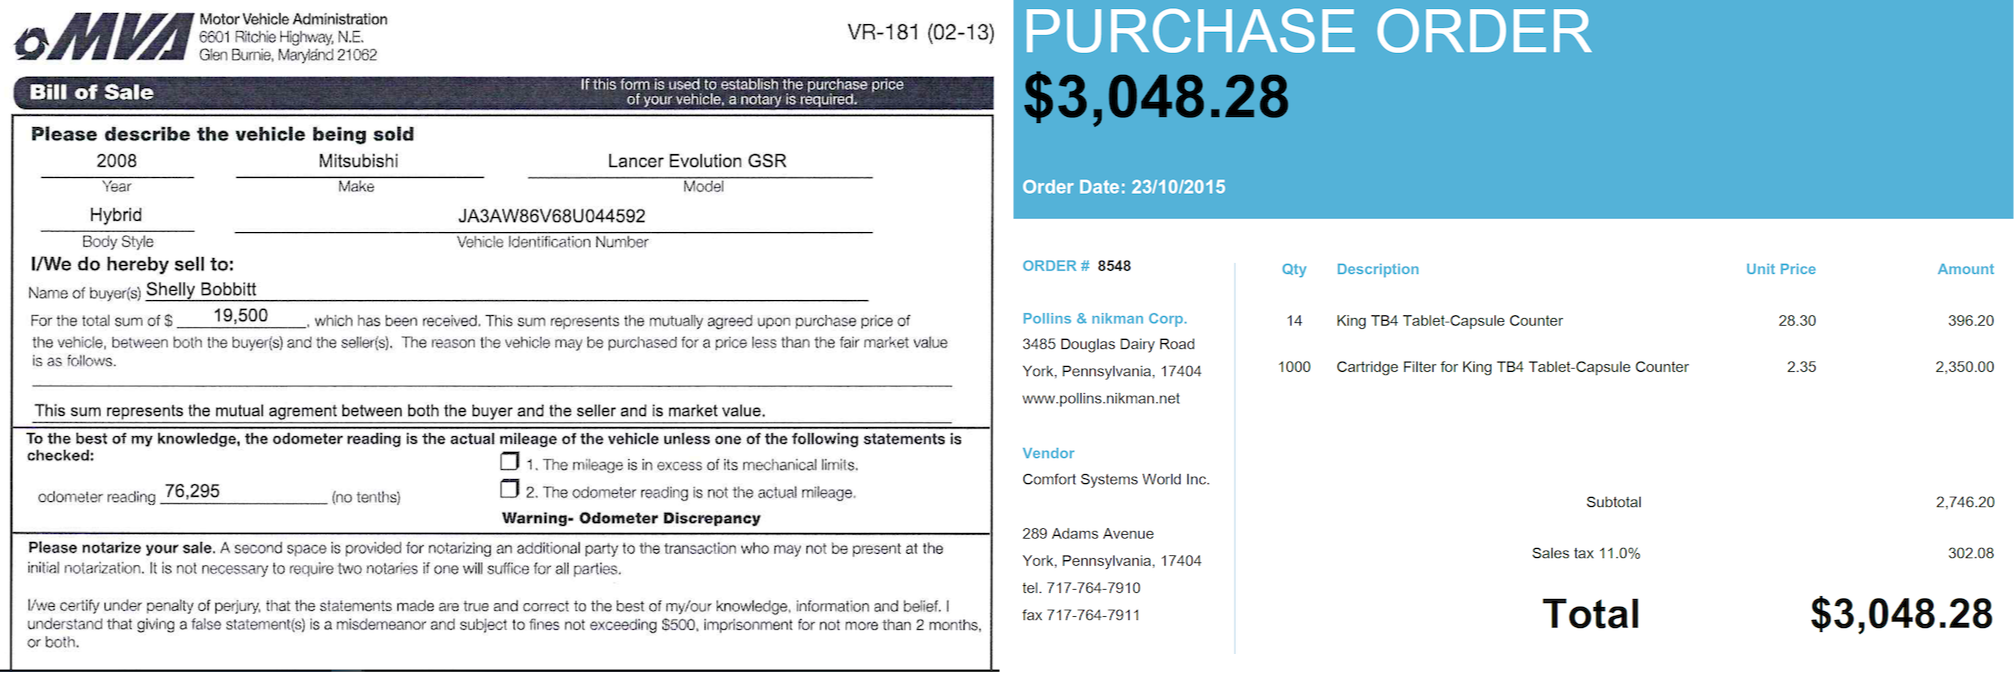 MVA
Motor Vehicle Administration
6601 Ritchie Highway, N.E.
Glen Burnie, Maryland 21062
VR-181 (02-13)
Bill of Sale
If this form is used to establish the purchase price
of your vehicle, a notary is required.
Please describe the vehicle being sold
2008 Mitsubishi Lancer Evolution GSR
Year Make Model
Hybrid JA3AW86V68U044592
Body Style Vehicle Identification Number
I/We do hereby sell to:
Name of buyer(s) Shelly Bobbitt
For the total sum of $ 19,500, which has been received. This sum represents the mutually agreed upon purchase price of
the vehicle, between both the buyer(s) and the seller(s). The reason the vehicle may be purchased for a price less than the fair market value
is as follows.
This sum represents the mutual agrement between both the buyer and the seller and is market value.
To the best of my knowledge, the odometer reading is the actual mileage of the vehicle unless one of the following statements is
checked:
1. The mileage is in excess of its mechanical limits.
odometer reading 76,295 (no tenths)
2. The odometer reading is not the actual mileage.
Warning- Odometer Discrepancy
Please notarize your sale. A second space is provided for notarizing an additional party to the transaction who may not be present at the
initial notarization. It is not necessary to require two notaries if one will suffice for all parties.
I/we certify under penalty of perjury, that the statements made are true and correct to the best of my/our knowledge, information and belief. I
understand that giving a false statement(s) is a misdemeanor and subject to fines not exceeding $500, imprisonment for not more than 2 months,
or both.
PURCHASE ORDER
$3,048.28
Order Date: 23/10/2015
ORDER # 8548
Pollins & nikman Corp.
3485 Douglas Dairy Road
York, Pennsylvania, 17404
www.pollins.nikman.net
Vendor
Comfort Systems World Inc.
289 Adams Avenue
York, Pennsylvania, 17404
tel. 717-764-7910
fax 717-764-7911
Qty Description Unit Price Amount
14 King TB4 Tablet-Capsule Counter 28.30 396.20
1000 Cartridge Filter for King TB4 Tablet-Capsule Counter 2.35 2,350.00
Subtotal 2,746.20
Sales tax 11.0% 302.08
Total $3,048.28